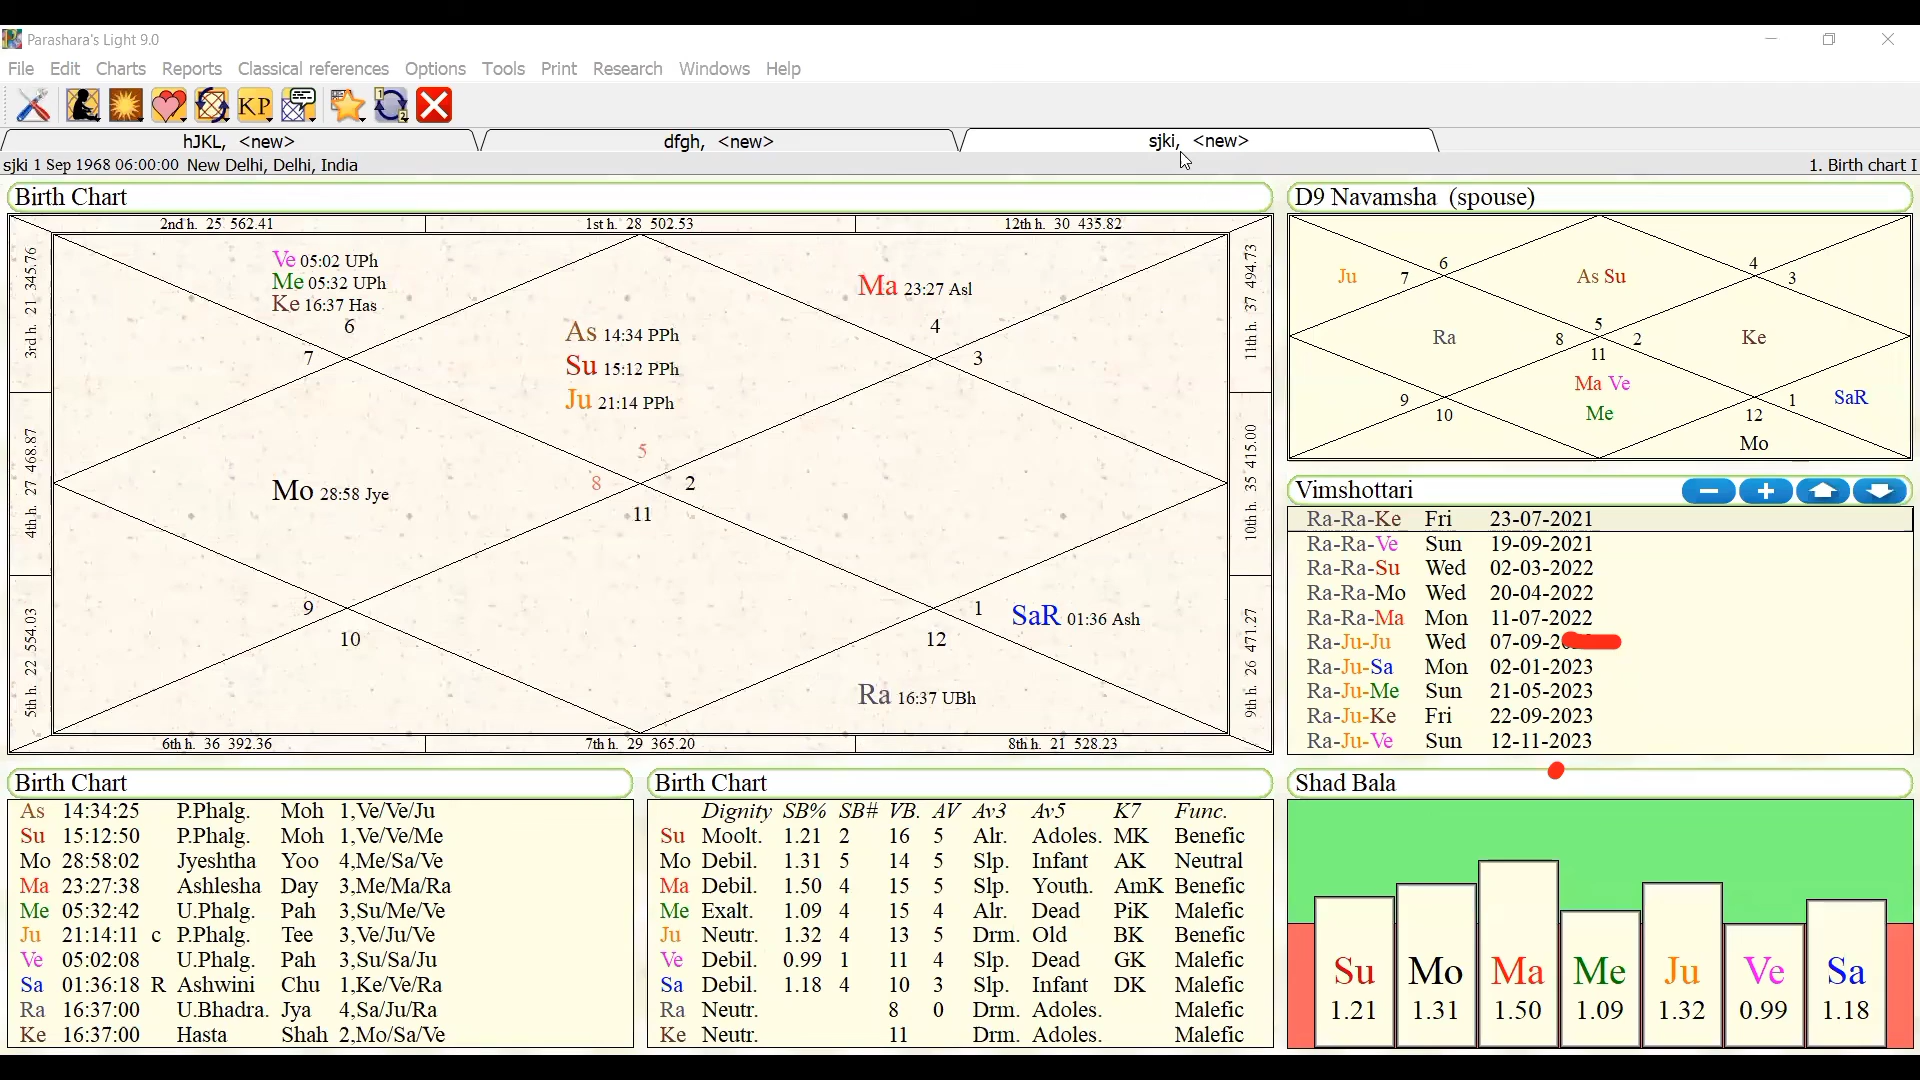 Parashara's Light 9.0
File Edit Charts Reports Classical references Options Tools Print Research Windows Help
KP
1
2
hJKL, <new>
dfgh, <new>
sjki, <new>
sjki 1 Sep 1968 06:00:00 New Delhi, Delhi, India
1. Birth chart I
Birth Chart
2nd h. 25 562.41
1st h. 28 502.53
12th h. 30 435.82
3rd h. 21 345.76
4th h. 27 468.87
5th h. 22 554.03
Ve 05:02 UPh
Me 05:32 UPh
Ke 16:37 Has
6
7
As 14:34 PPh
Su 15:12 PPh
Ju 21:14 PPh
5
8
2
11
Ma 23:27 Asl
4
3
Mo 28:58 Jye
9
10
1
12
SaR 01:36 Ash
Ra 16:37 UBh
11th h. 37 494.73
10th h. 35 415.00
9th h. 26 471.27
6th h. 36 392.36
7th h. 29 365.20
8th h. 21 528.23
D9 Navamsha (spouse)
Ju
7
6
As Su
4
3
Ra
8
5
2
11
Ke
Ma Ve
Me
9
10
1
12
SaR
Mo
Vimshottari
Ra-Ra-Ke Fri 23-07-2021
Ra-Ra-Ve Sun 19-09-2021
Ra-Ra-Su Wed 02-03-2022
Ra-Ra-Mo Wed 20-04-2022
Ra-Ra-Ma Mon 11-07-2022
Ra-Ju-Ju Wed
Ra-Ju-Sa Mon 02-01-2023
Ra-Ju-Me Sun 21-05-2023
Ra-Ju-Ke Fri 22-09-2023
Ra-Ju-Ve Sun 12-11-2023
Birth Chart
As 14:34:25 P.Phalg. Moh 1,Ve/Ve/Ju
Su 15:12:50 P.Phalg. Moh 1,Ve/Ve/Me
Mo 28:58:02 Jyeshtha Yoo 4,Me/Sa/Ve
Ma 23:27:38 Ashlesha Day 3,Me/Ma/Ra
Me 05:32:42 U.Phalg. Pah 3,Su/Me/Ve
Ju 21:14:11 c P.Phalg. Tee 3,Ve/Ju/Ve
Ve 05:02:08 U.Phalg. Pah 3,Su/Sa/Ju
Sa 01:36:18 R Ashwini Chu 1,Ke/Ve/Ra
Ra 16:37:00 U.Bhadra. Jya 4,Sa/Ju/Ra
Ke 16:37:00 Hasta Shah 2,Mo/Sa/Ve
Birth Chart
Dignity SB% SB# VB. AV Av3 Av5 K7 Func.
Su Moolt. 1.21 2 16 5 Alr. Adoles. MK Benefic
Mo Debil. 1.31 5 14 5 Slp. Infant AK Neutral
Ma Debil. 1.50 4 15 5 Slp. Youth. AmK Benefic
Me Exalt. 1.09 4 15 4 Alr. Dead PiK Malefic
Ju Neutr. 1.32 4 13 5 Drm. Old BK Benefic
Ve Debil. 0.99 1 11 4 Slp. Dead GK Malefic
Sa Debil. 1.18 4 10 3 Slp. Infant DK Malefic
Ra Neutr. 8 0 Drm. Adoles. Malefic
Ke Neutr. 11 Drm. Adoles. Malefic
Shad Bala
Su Mo Ma Me Ju Ve Sa
1.21 1.31 1.50 1.09 1.32 0.99 1.18